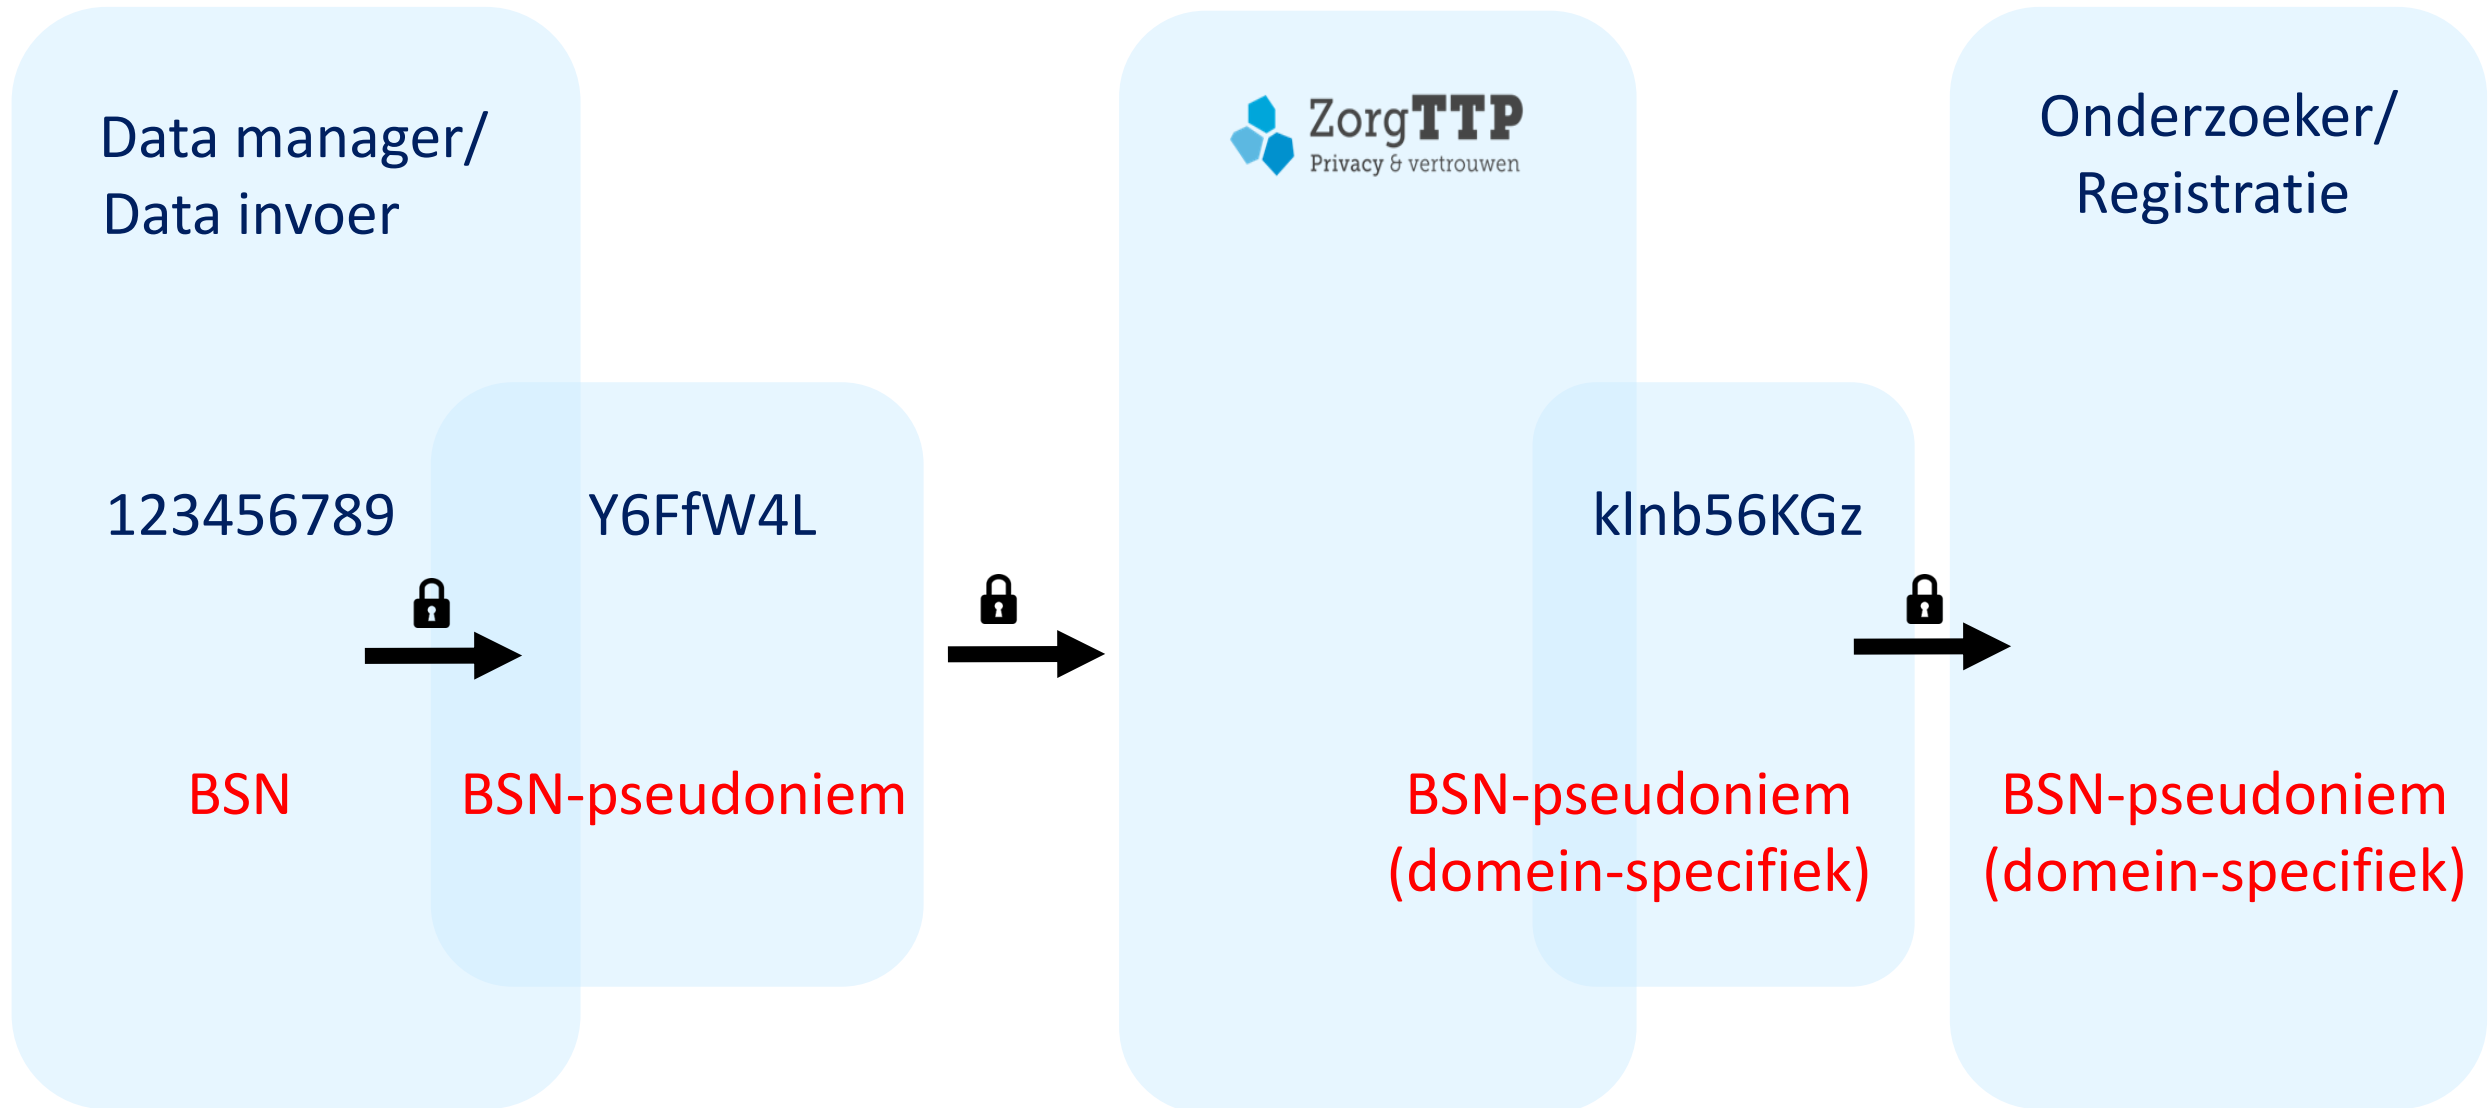 Data manager/
Data invoer
ZorgTTP
Privacy & vertrouwen
Onderzoeker/
Registratie
123456789
Y6FfW4L
klnb56KGz
BSN
BSN-pseudoniem
BSN-pseudoniem
(domein-specifiek)
BSN-pseudoniem
(domein-specifiek)